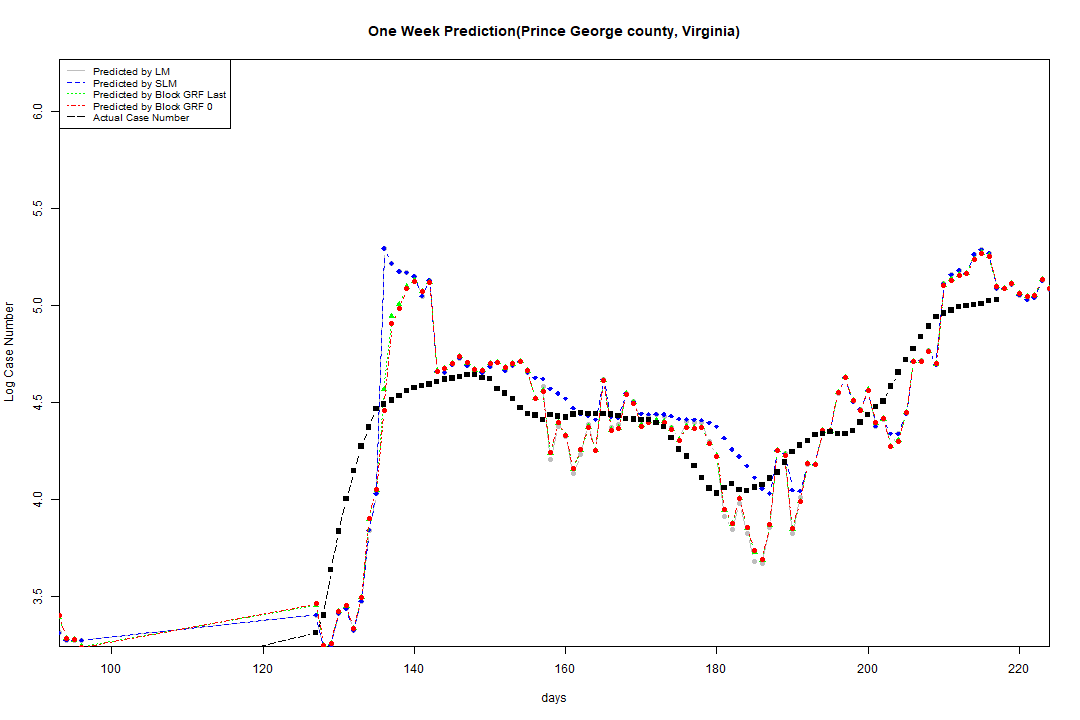 One Week Prediction(Prince George county, Virginia)
Predicted by LM
Predicted by SLM
Predicted by Block GRF Last
Predicted by Block GRF 0
Actual Case Number
Log Case Number
6.0
5.5
5.0
4.5
4.0
3.5
100 120 140 160 180 200 220
days